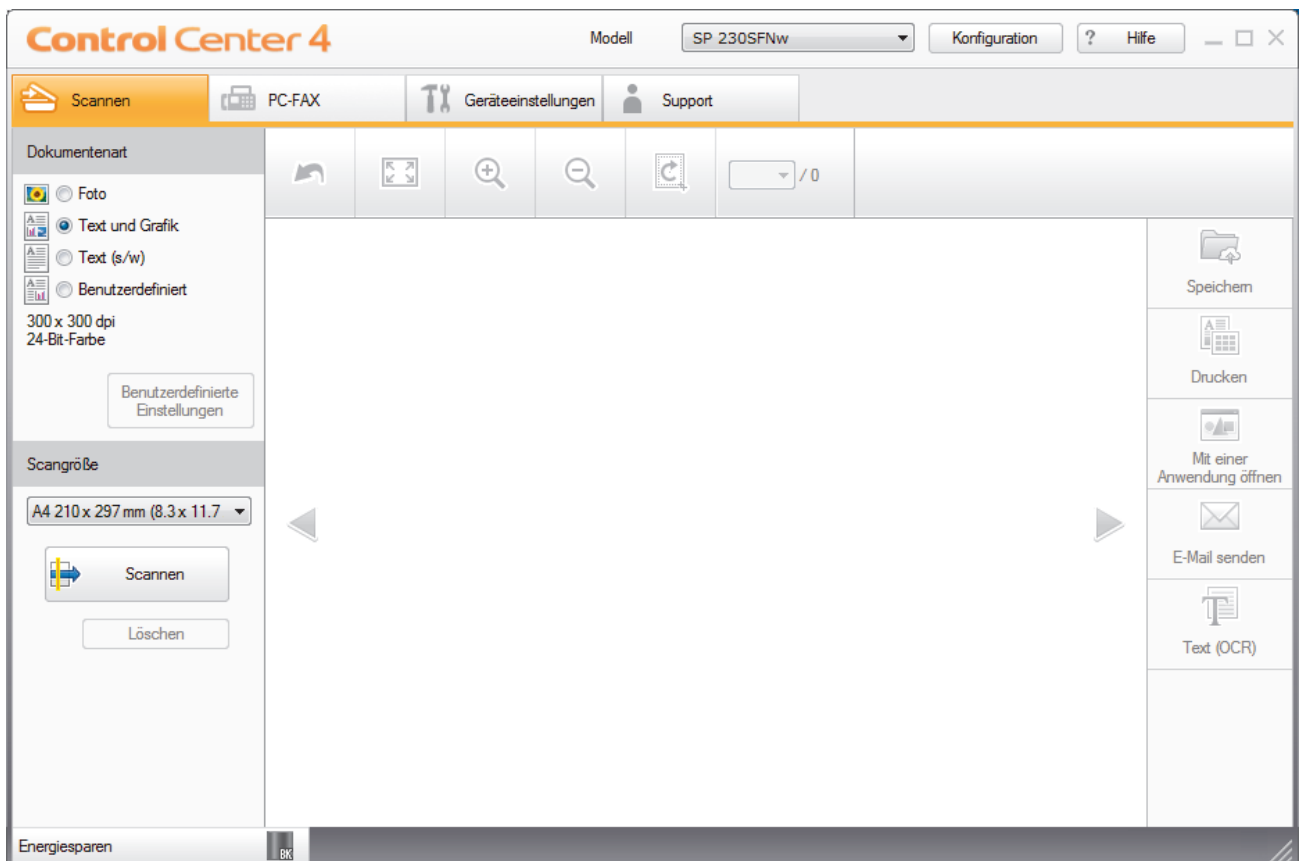 Control Center 4
Modell
SP 230SFNw
Konfiguration
? Hilfe
Scannen
PC-FAX
Geräteeinstellungen
Support
Dokumentenart
/ 0
Foto
Text und Grafik
Text (s/w)
Benutzerdefiniert
300 x 300 dpi
24-Bit-Farbe
Benutzerdefinierte
Einstellungen
Scangröße
A4 210 x 297 mm (8.3 x 11.7
Scannen
Löschen
Speichern
Drucken
Mit einer
Anwendung öffnen
E-Mail senden
Text (OCR)
Energiesparen
BK